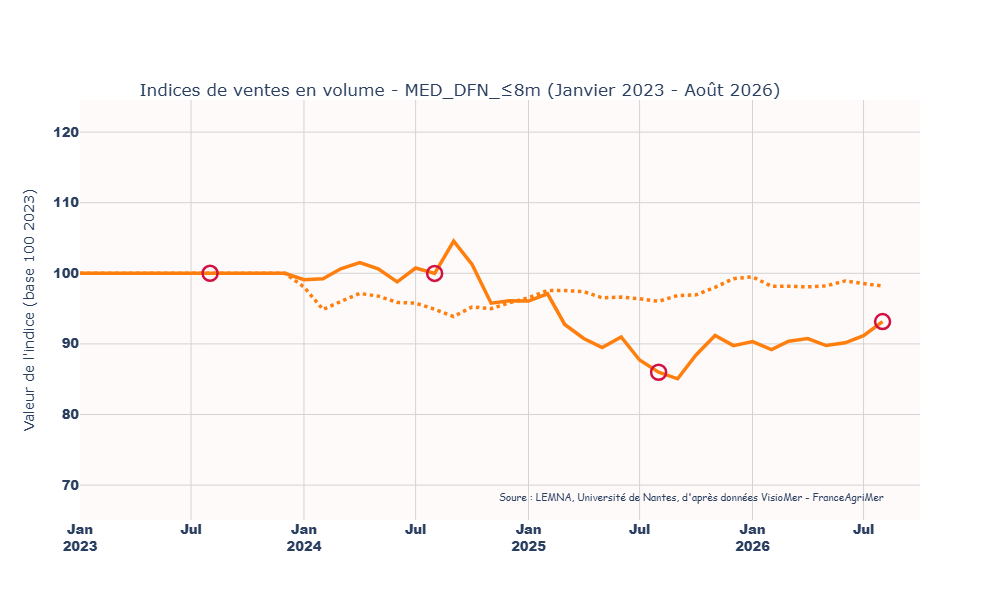 Indices de ventes en volume - MED_DFN_≤8m (Janvier 2023 - Août 2026)
Valeur de l'indice (base 100 2023)
120
110
100
90
80
70
Soure : LEMNA, Université de Nantes, d'après données VisioMer - FranceAgriMer
Jan Jul Jan Jul Jan Jul Jan Jul
2023 2024 2025 2026